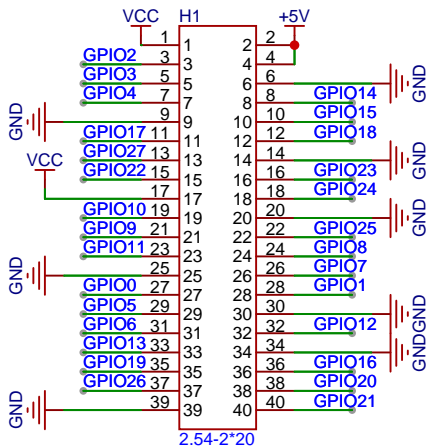 VCC H1 +5V
1 1 2 2
GPIO2 3 3 4 4
GPIO3 5 5 6 6 GND
GPIO4 7 7 8 8 GPIO14
GND 9 9 10 10 GPIO15
GPIO17 11 11 12 12 GPIO18
GPIO27 13 13 14 14 GND
VCC GPIO22 15 15 16 16 GPIO23
17 17 18 18 GPIO24
GPIO10 19 19 20 20 GND
GPIO9 21 21 22 22 GPIO25
GPIO11 23 23 24 24 GPIO8
GND 25 25 26 26 GPIO7
GPIO0 27 27 28 28 GPIO1
GPIO5 29 29 30 30 GND
GPIO6 31 31 32 32 GPIO12
GPIO13 33 33 34 34 GND
GPIO19 35 35 36 36 GPIO16
GPIO26 37 37 38 38 GPIO20
GND 39 39 40 40 GPIO21
2.54-2*20